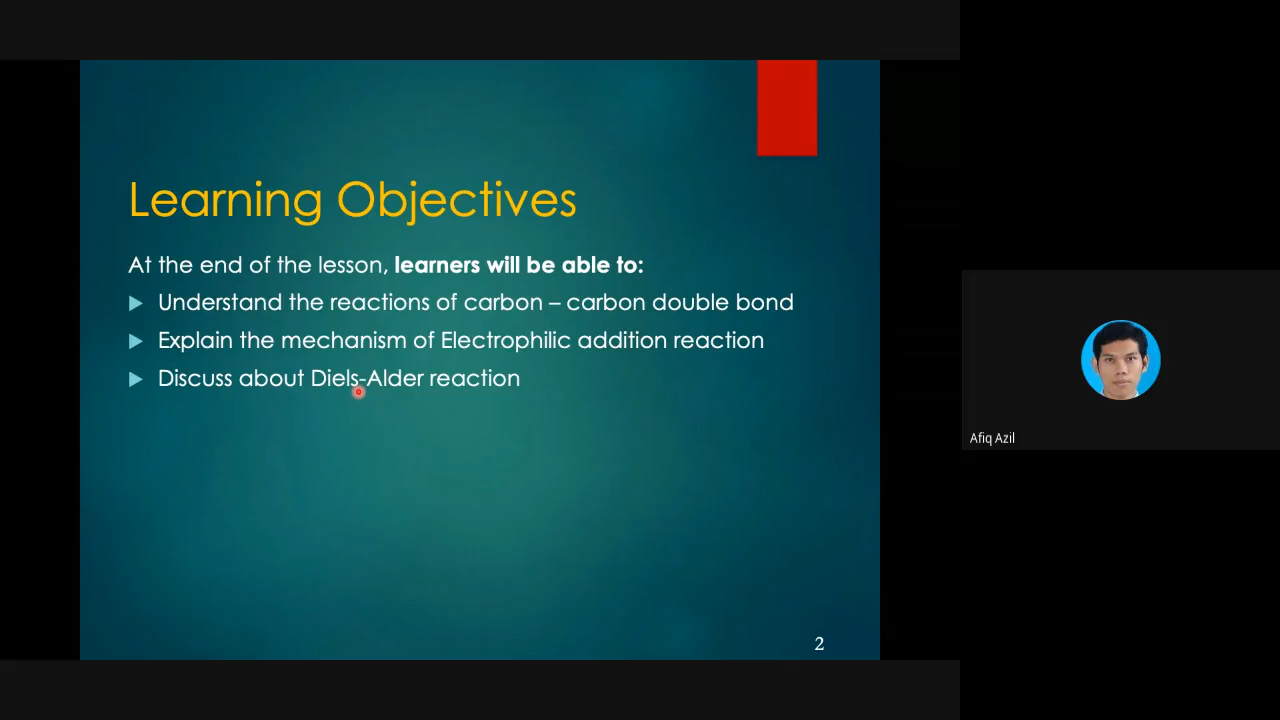 Learning Objectives
At the end of the lesson, learners will be able to:
Understand the reactions of carbon – carbon double bond
Explain the mechanism of Electrophilic addition reaction
Discuss about Diels-Alder reaction
2
Afiq Azil